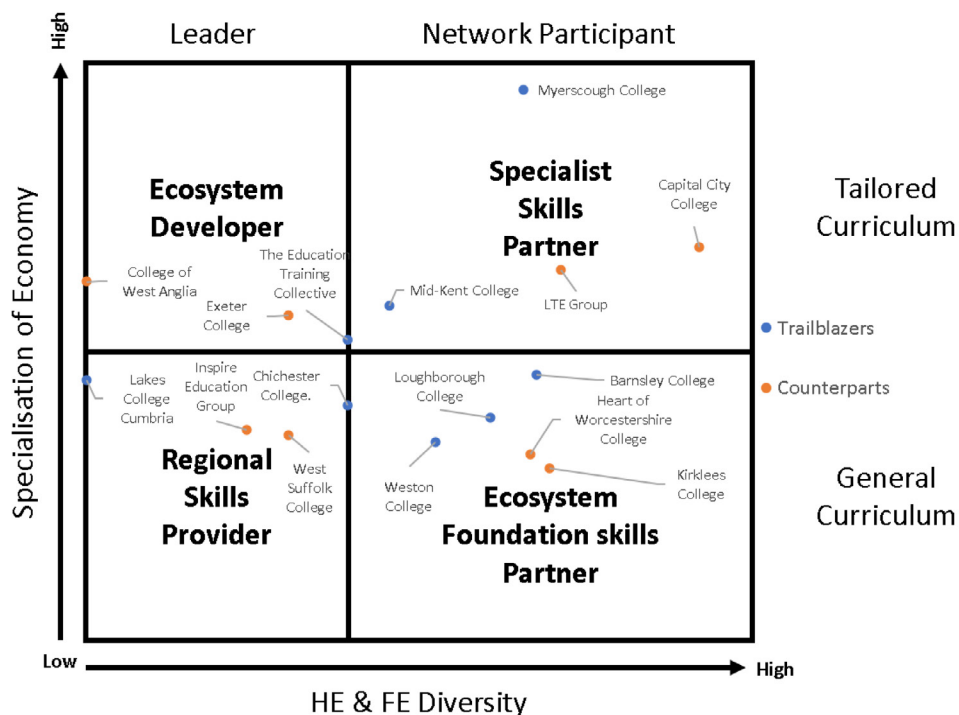 Leader
Network Participant
High
Specialisation of Economy
Low
Myerscough College
Ecosystem
Developer
Specialist
Skills
Partner
Capital City
College
Tailored
Curriculum
College of
West Anglia
The Education
Training
Collective
Exeter
College
Mid-Kent College
LTE Group
Trailblazers
Counterparts
Lakes
College
Cumbria
Inspire
Education
Group
Chichester
College.
Loughborough
College
Barnsley College
Heart of
Worcestershire
College
Regional
Skills
Provider
West
Suffolk
College
Weston
College
Ecosystem
Foundation skills
Partner
Kirklees
College
General
Curriculum
High
HE & FE Diversity